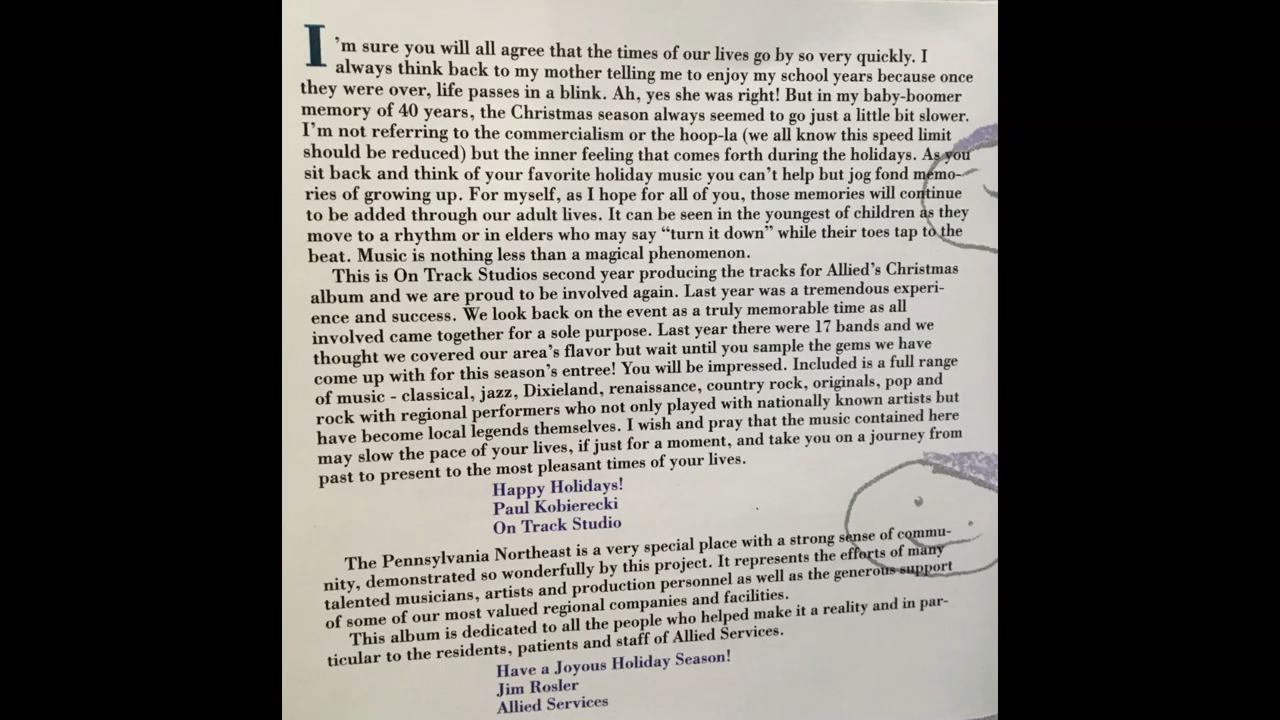 I'm sure you will all agree that the times of our lives go by so very quickly. I
always think back to my mother telling me to enjoy my school years because once
they were over, life passes in a blink. Ah, yes she was right! But in my baby-boomer
memory of 40 years, the Christmas season always seemed to go just a little bit slower.
I'm not referring to the commercialism or the hoop-la (we all know this speed limit
should be reduced) but the inner feeling that comes forth during the holidays. As you
sit back and think of your favorite holiday music you can't help but jog fond memo-
ries of growing up. For myself, as I hope for all of you, those memories will continue
to be added through our adult lives. It can be seen in the youngest of children as they
move to a rhythm or in elders who may say “turn it down” while their toes tap to the
beat. Music is nothing less than a magical phenomenon.
This is On Track Studios second year producing the tracks for Allied's Christmas
album and we are proud to be involved again. Last year was a tremendous experi-
ence and success. We look back on the event as a truly memorable time as all
involved came together for a sole purpose. Last year there were 17 bands and we
thought we covered our area's flavor but wait until you sample the gems we have
come up with for this season's entree! You will be impressed. Included is a full range
of music - classical, jazz, Dixieland, renaissance, country rock, originals, pop and
rock with regional performers who not only played with nationally known artists but
have become local legends themselves. I wish and pray that the music contained here
may slow the pace of your lives, if just for a moment, and take you on a journey from
past to present to the most pleasant times of your lives.
Happy Holidays!
Paul Kobierecki
On Track Studio
The Pennsylvania Northeast is a very special place with a strong sense of commu-
nity, demonstrated so wonderfully by this project. It represents the efforts of many
talented musicians, artists and production personnel as well as the generous support
of some of our most valued regional companies and facilities.
This album is dedicated to all the people who helped make it a reality and in par-
ticular to the residents, patients and staff of Allied Services.
Have a Joyous Holiday Season!
Jim Rosler
Allied Services